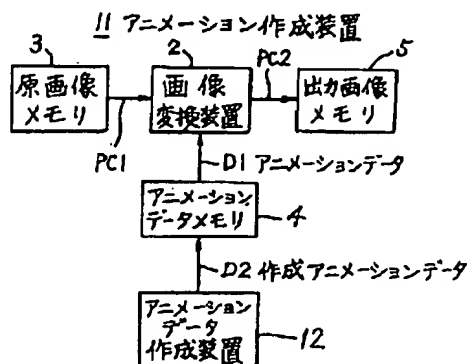 11 アニメーション作成装置
3
2
5
原画像
メモリ
PC1
画像
変換装置
PC2
出力画像
メモリ
D1 アニメーションデータ
アニメーション
データメモリ
4
D2 作成アニメーションデータ
アニメーション
データ
作成装置
12